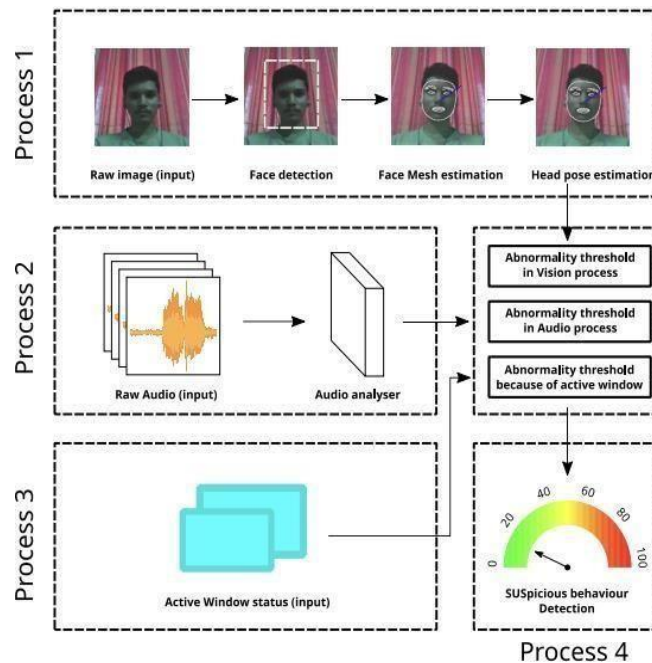 Process 1
Raw image (input)
Face detection
Face Mesh estimation
Head pose estimation
Process 2
Raw Audio (input)
Audio analyser
Abnormality threshold
in Vision process
Abnormality threshold
in Audio process
Abnormality threshold
because of active window
Process 3
Active Window status (input)
0
20
40
60
80
100
SUSpicious behaviour
Detection
Process 4